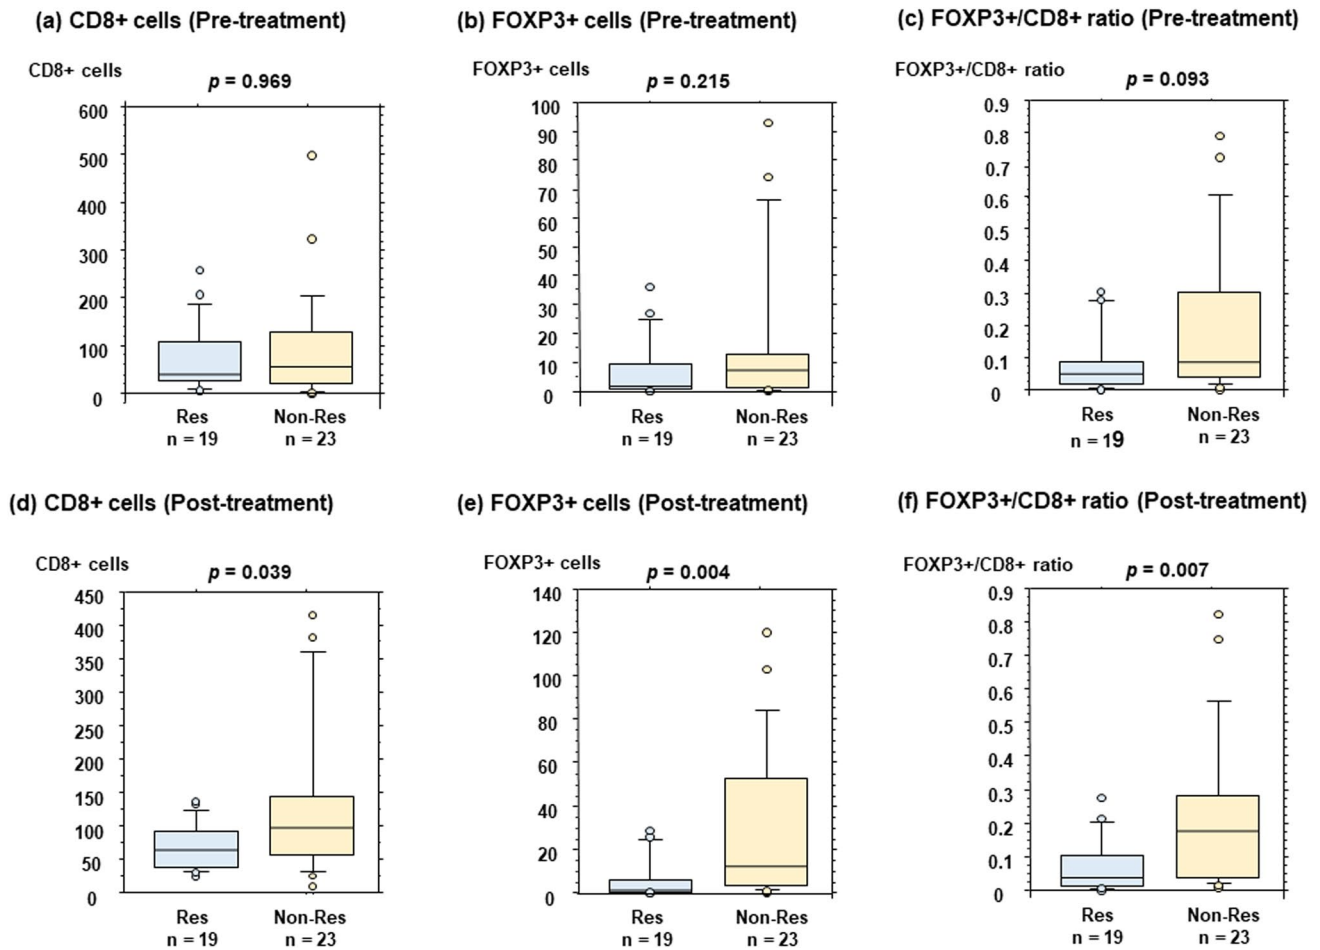 (a) CD8+ cells (Pre-treatment)
CD8+ cells
p = 0.969
600
500
400
300
200
100
0
Res
n = 19
Non-Res
n = 23
(b) FOXP3+ cells (Pre-treatment)
FOXP3+ cells
p = 0.215
100
90
80
70
60
50
40
30
20
10
0
Res
n = 19
Non-Res
n = 23
(c) FOXP3+/CD8+ ratio (Pre-treatment)
FOXP3+/CD8+ ratio
p = 0.093
0.9
0.8
0.7
0.6
0.5
0.4
0.3
0.2
0.1
0
Res
n = 19
Non-Res
n = 23
(d) CD8+ cells (Post-treatment)
CD8+ cells
p = 0.039
450
400
350
300
250
200
150
100
50
0
Res
n = 19
Non-Res
n = 23
(e) FOXP3+ cells (Post-treatment)
FOXP3+ cells
p = 0.004
140
120
100
80
60
40
20
0
Res
n = 19
Non-Res
n = 23
(f) FOXP3+/CD8+ ratio (Post-treatment)
FOXP3+/CD8+ ratio
p = 0.007
0.9
0.8
0.7
0.6
0.5
0.4
0.3
0.2
0.1
0
Res
n = 19
Non-Res
n = 23